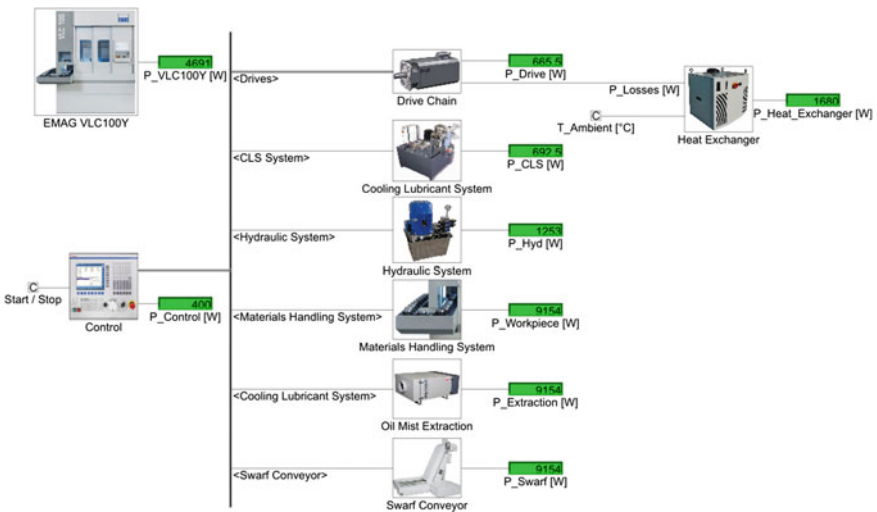 4691
P_VLC100Y [W]
EMAG VLC100Y
<Drives>
Drive Chain
665.5
P_Drive [W]
P_Losses [W]
C
T_Ambient [°C]
Heat Exchanger
1680
P_Heat_Exchanger [W]
<CLS System>
Cooling Lubricant System
692.5
P_CLS [W]
<Hydraulic System>
Hydraulic System
1253
P_Hyd [W]
C
Start / Stop
Control
400
P_Control [W]
<Materials Handling System>
Materials Handling System
9154
P_Workpiece [W]
<Cooling Lubricant System>
Oil Mist Extraction
9154
P_Extraction [W]
<Swarf Conveyor>
Swarf Conveyor
9154
P_Swarf [W]